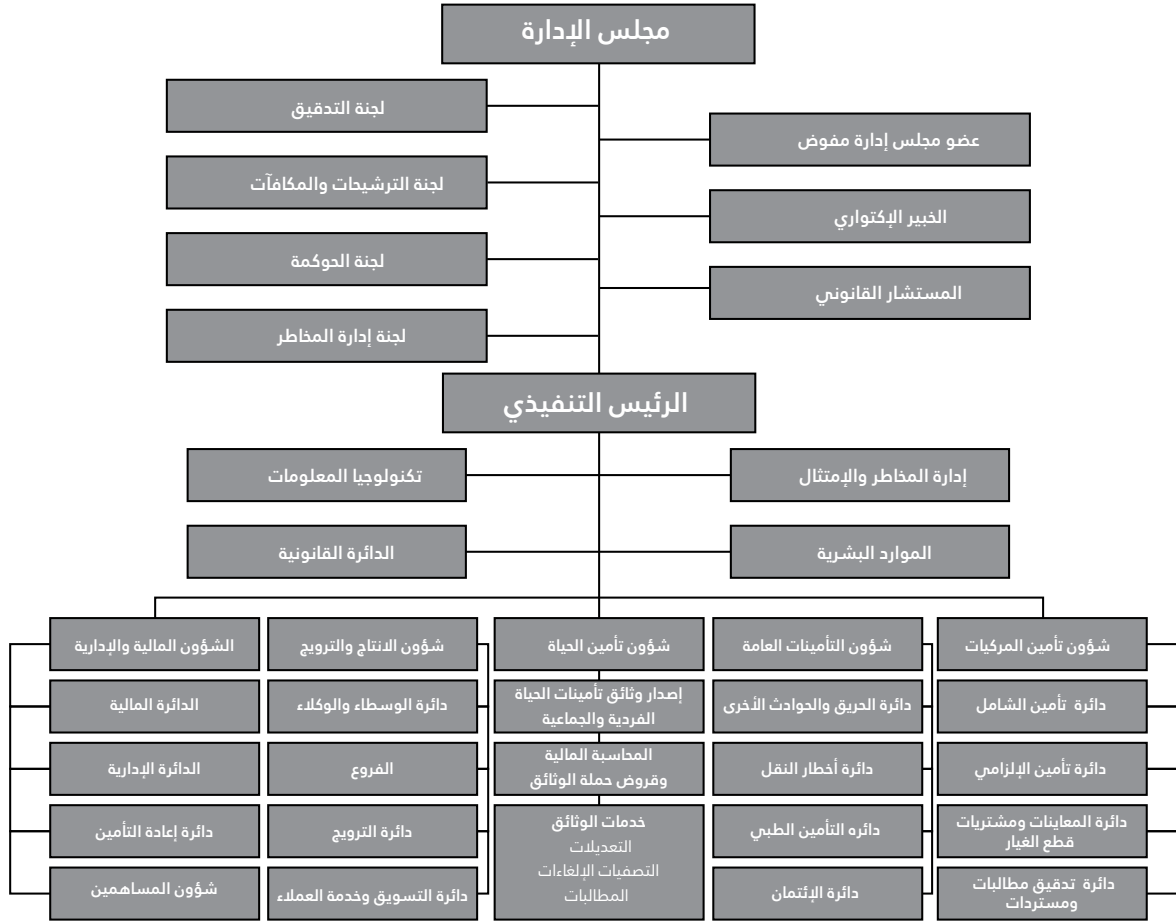 مجلس الإدارة
لجنة التدقيق
عضو مجلس إدارة مفوض
لجنة الترشيحات والمكافآت
الخبير الإكتواري
لجنة الحوكمة
المستشار القانوني
لجنة إدارة المخاطر
الرئيس التنفيذي
إدارة المخاطر والإمتثال
تكنولوجيا المعلومات
الموارد البشرية
الدائرة القانونية
شؤون تأمين المركبات
دائرة تأمين الشامل
دائرة تأمين الإلزامي
دائرة المعاينات ومشتريات
قطع الغيار
دائرة تدقيق مطالبات
ومستردات
شؤون التأمينات العامة
دائرة الحريق والحوادث الأخرى
دائرة أخطار النقل
دائره التأمين الطبي
دائرة الإئتمان
شؤون تأمين الحياة
إصدار وثائق تأمينات الحياة
الفردية والجماعية
المحاسبة المالية
وقروض حملة الوثائق
خدمات الوثائق
التعديلات
التصفيات الإلغاءات
المطالبات
شؤون الانتاج والترويج
دائرة الوسطاء والوكلاء
الفروع
دائرة الترويج
دائرة التسويق وخدمة العملاء
الشؤون المالية والإدارية
الدائرة المالية
الدائرة الإدارية
دائرة إعادة التأمين
شؤون المساهمين